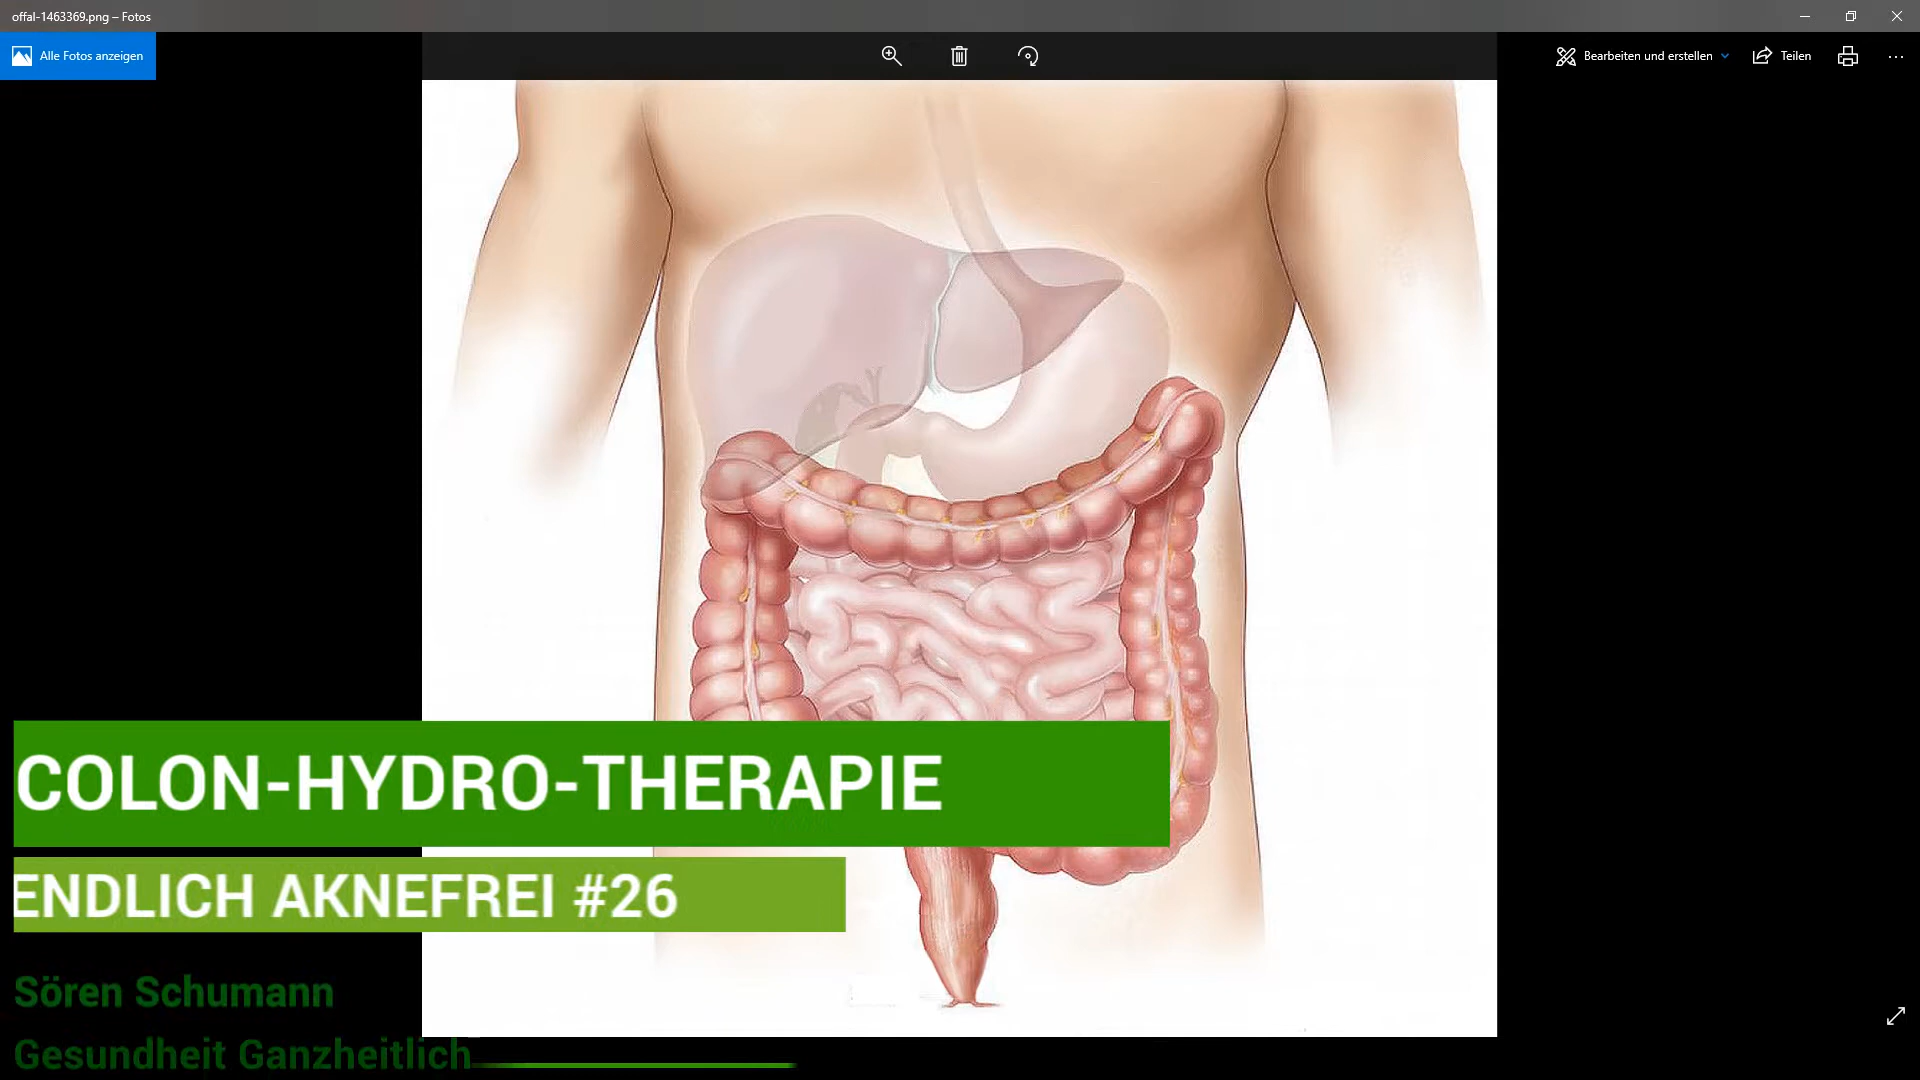 offal-1463369.png – Fotos
Alle Fotos anzeigen
Bearbeiten und erstellen
Teilen
COLON-HYDRO-THERAPIE
ENDLICH AKNEFREI #26
Sören Schumann
Gesundheit Ganzheitlich